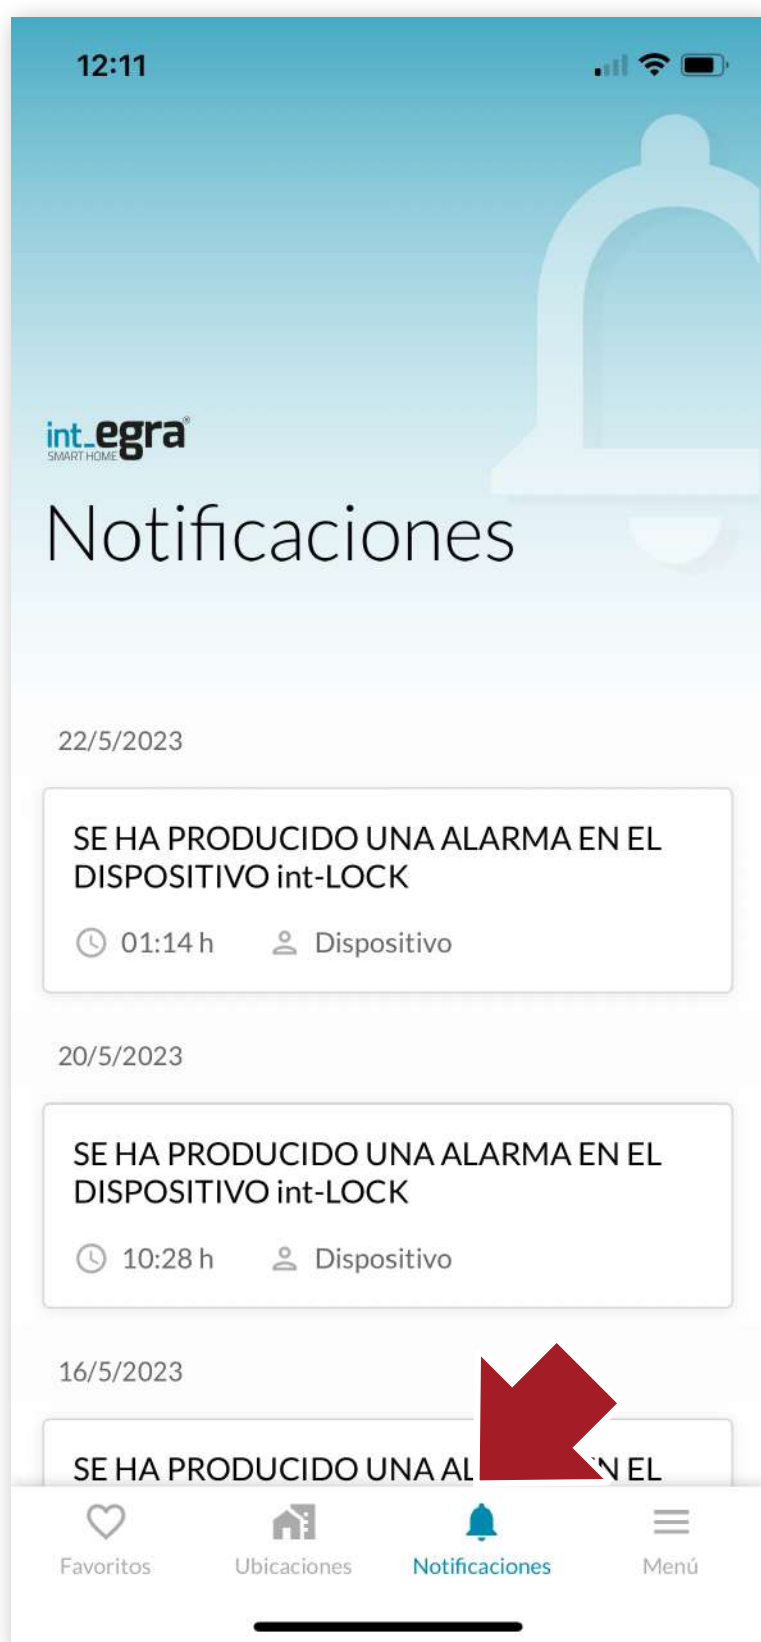 12:11
int_egra®
SMART HOME
Notificaciones
22/5/2023
SE HA PRODUCIDO UNA ALARMA EN EL
DISPOSITIVO int-LOCK
01:14 h Dispositivo
20/5/2023
SE HA PRODUCIDO UNA ALARMA EN EL
DISPOSITIVO int-LOCK
10:28 h Dispositivo
16/5/2023
SE HA PRODUCIDO UNA AL N EL
Favoritos Ubicaciones Notificaciones Menú